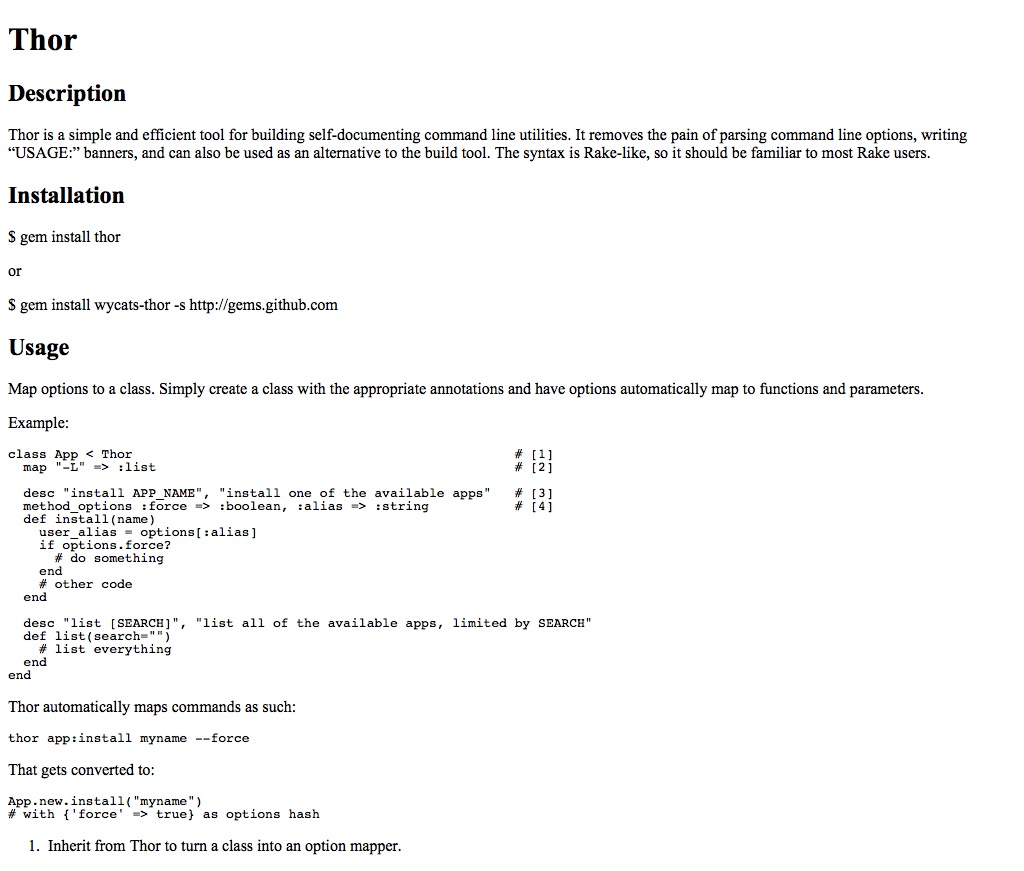 Thor
Description
Thor is a simple and efficient tool for building self-documenting command line utilities. It removes the pain of parsing command line options, writing
“USAGE:” banners, and can also be used as an alternative to the build tool. The syntax is Rake-like, so it should be familiar to most Rake users.
Installation
$ gem install thor
or
$ gem install wycats-thor -s http://gems.github.com
Usage
Map options to a class. Simply create a class with the appropriate annotations and have options automatically map to functions and parameters.
Example:
class App < Thor                                                 # [1]
  map "-L" => :list                                              # [2]
  desc "install APP_NAME", "install one of the available apps"   # [3]
  method_options :force => :boolean, :alias => :string           # [4]
  def install(name)
    user_alias = options[:alias]
    if options.force?
      # do something
    end
    # other code
  end
  desc "list [SEARCH]", "list all of the available apps, limited by SEARCH"
  def list(search="")
    # list everything
  end
end
Thor automatically maps commands as such:
thor app:install myname --force
That gets converted to:
App.new.install("myname")
# with {'force' => true} as options hash
1. Inherit from Thor to turn a class into an option mapper.